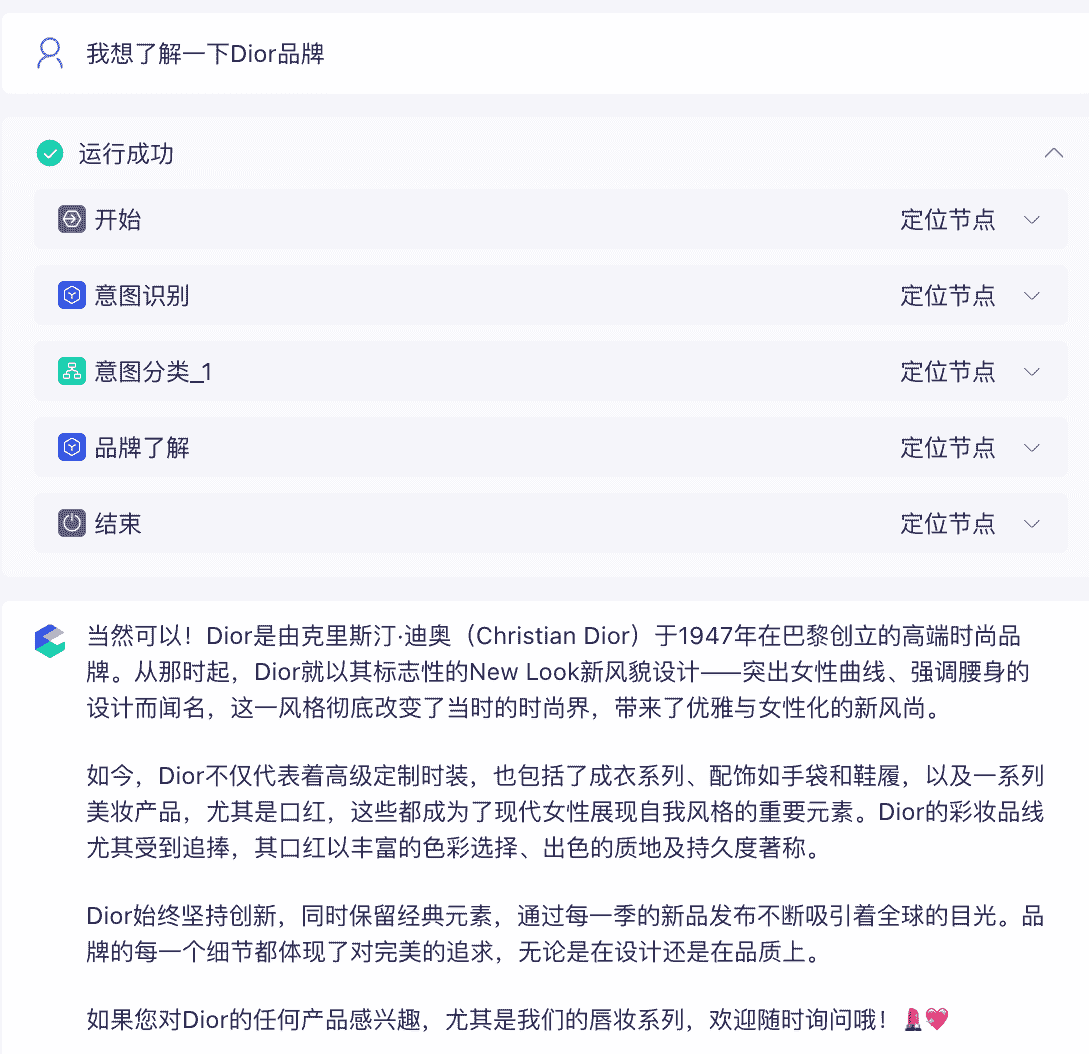 我想了解一下Dior品牌
运行成功
开始 定位节点
意图识别 定位节点
意图分类_1 定位节点
品牌了解 定位节点
结束 定位节点
当然可以！Dior是由克里斯汀·迪奥（Christian Dior）于1947年在巴黎创立的高端时尚品
牌。从那时起，Dior就以其标志性的New Look新风貌设计——突出女性曲线、强调腰身的
设计而闻名，这一风格彻底改变了当时的时尚界，带来了优雅与女性化的新风尚。
如今，Dior不仅代表着高级定制时装，也包括了成衣系列、配饰如手袋和鞋履，以及一系列
美妆产品，尤其是口红，这些都成为了现代女性展现自我风格的重要元素。Dior的彩妆品线
尤其受到追捧，其口红以丰富的色彩选择、出色的质地及持久度著称。
Dior始终坚持创新，同时保留经典元素，通过每一季的新品发布不断吸引着全球的目光。品
牌的每一个细节都体现了对完美的追求，无论是在设计还是在品质上。
如果您对Dior的任何产品感兴趣，尤其是我们的唇妆系列，欢迎随时询问哦！💄💖